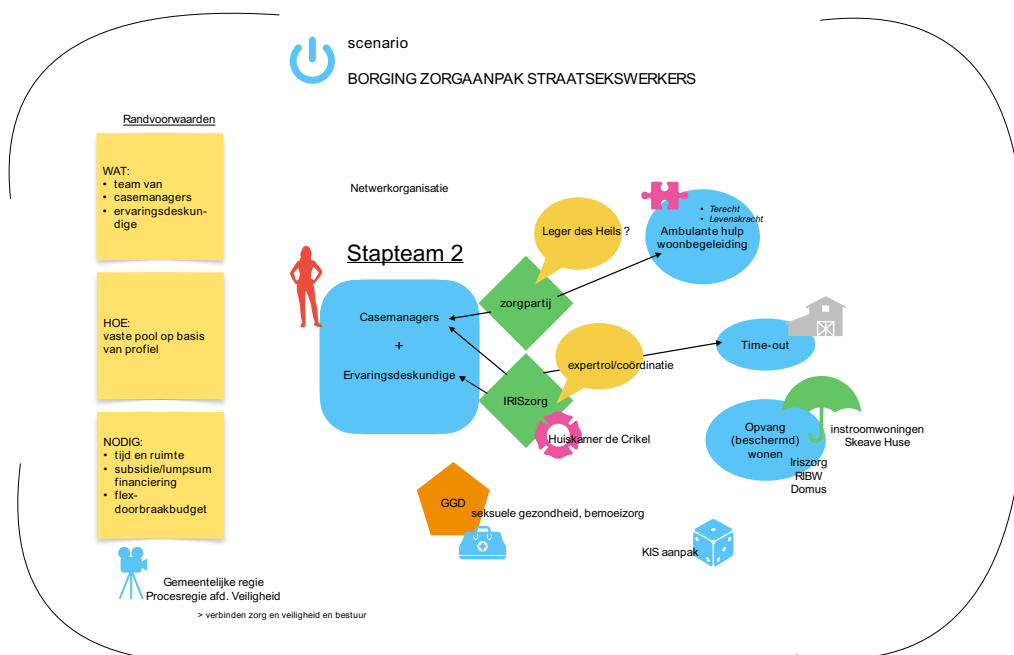 scenario
BORGING ZORGAANPAK STRAATSEKSWERKERS
Randvoorwaarden
WAT:
• team van
• casemanagers
• ervaringsdeskun-
dige
HOE:
vaste pool op basis
van profiel
NODIG:
• tijd en ruimte
• subsidie/lumpsum
financiering
• flex-
doorbraakbudget
Netwerkorganisatie
Stapteam 2
Casemanagers
+
Ervaringsdeskundige
Leger des Heils ?
zorgpartij
expertrol/coördinatie
IRISzorg
Huiskamer de Crikel
• Terecht
• Levenskracht
Ambulante hulp
woonbegeleiding
Time-out
Opvang
(beschermd)
wonen
instroomwoningen
Skeave Huse
Iriszorg
RIBW
Domus
GGD
seksuele gezondheid, bemoeizorg
KIS aanpak
Gemeentelijke regie
Procesregie afd. Veiligheid
> verbinden zorg en veiligheid en bestuur